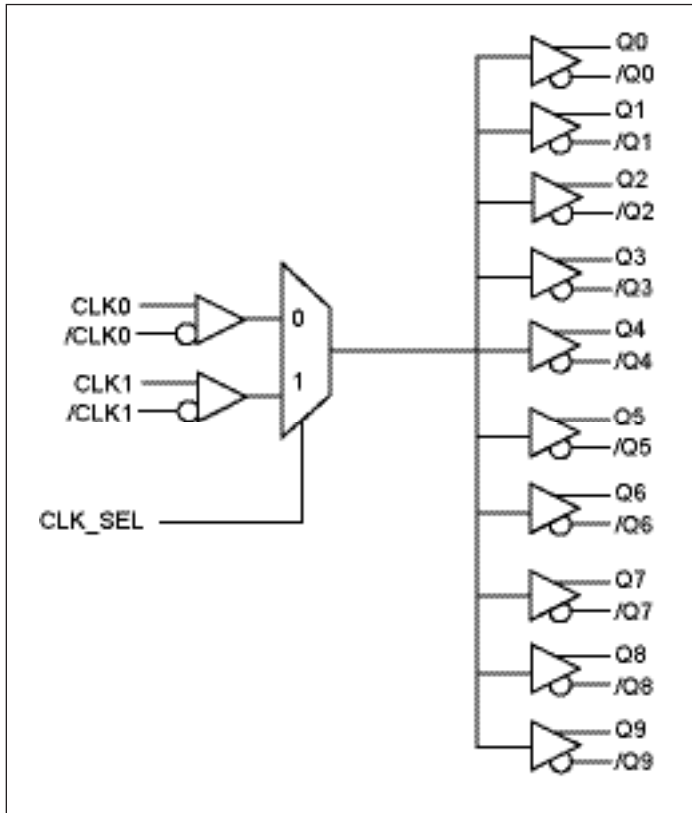 Q0
/Q0
Q1
/Q1
Q2
/Q2
Q3
/Q3
Q4
/Q4
Q5
/Q5
Q6
/Q6
Q7
/Q7
Q8
/Q8
Q9
/Q9
CLK0
/CLK0
CLK1
/CLK1
0
1
CLK_SEL